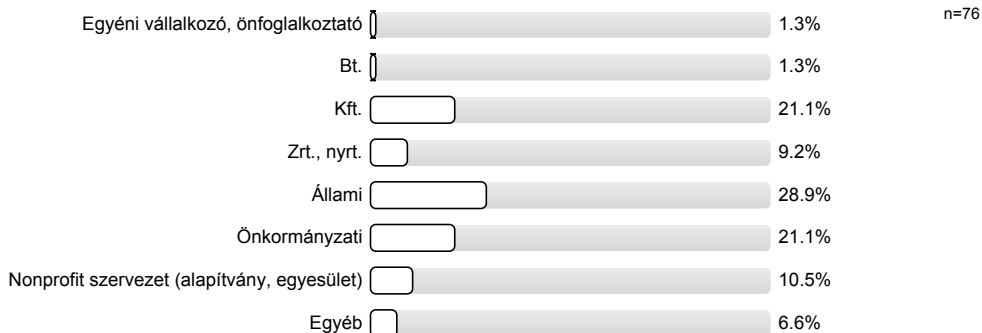 Egyéni vállalkozó, önfoglalkoztató 1.3% n=76
Bt. 1.3%
Kft. 21.1%
Zrt., nyrt. 9.2%
Állami 28.9%
Önkormányzati 21.1%
Nonprofit szervezet (alapítvány, egyesület) 10.5%
Egyéb 6.6%